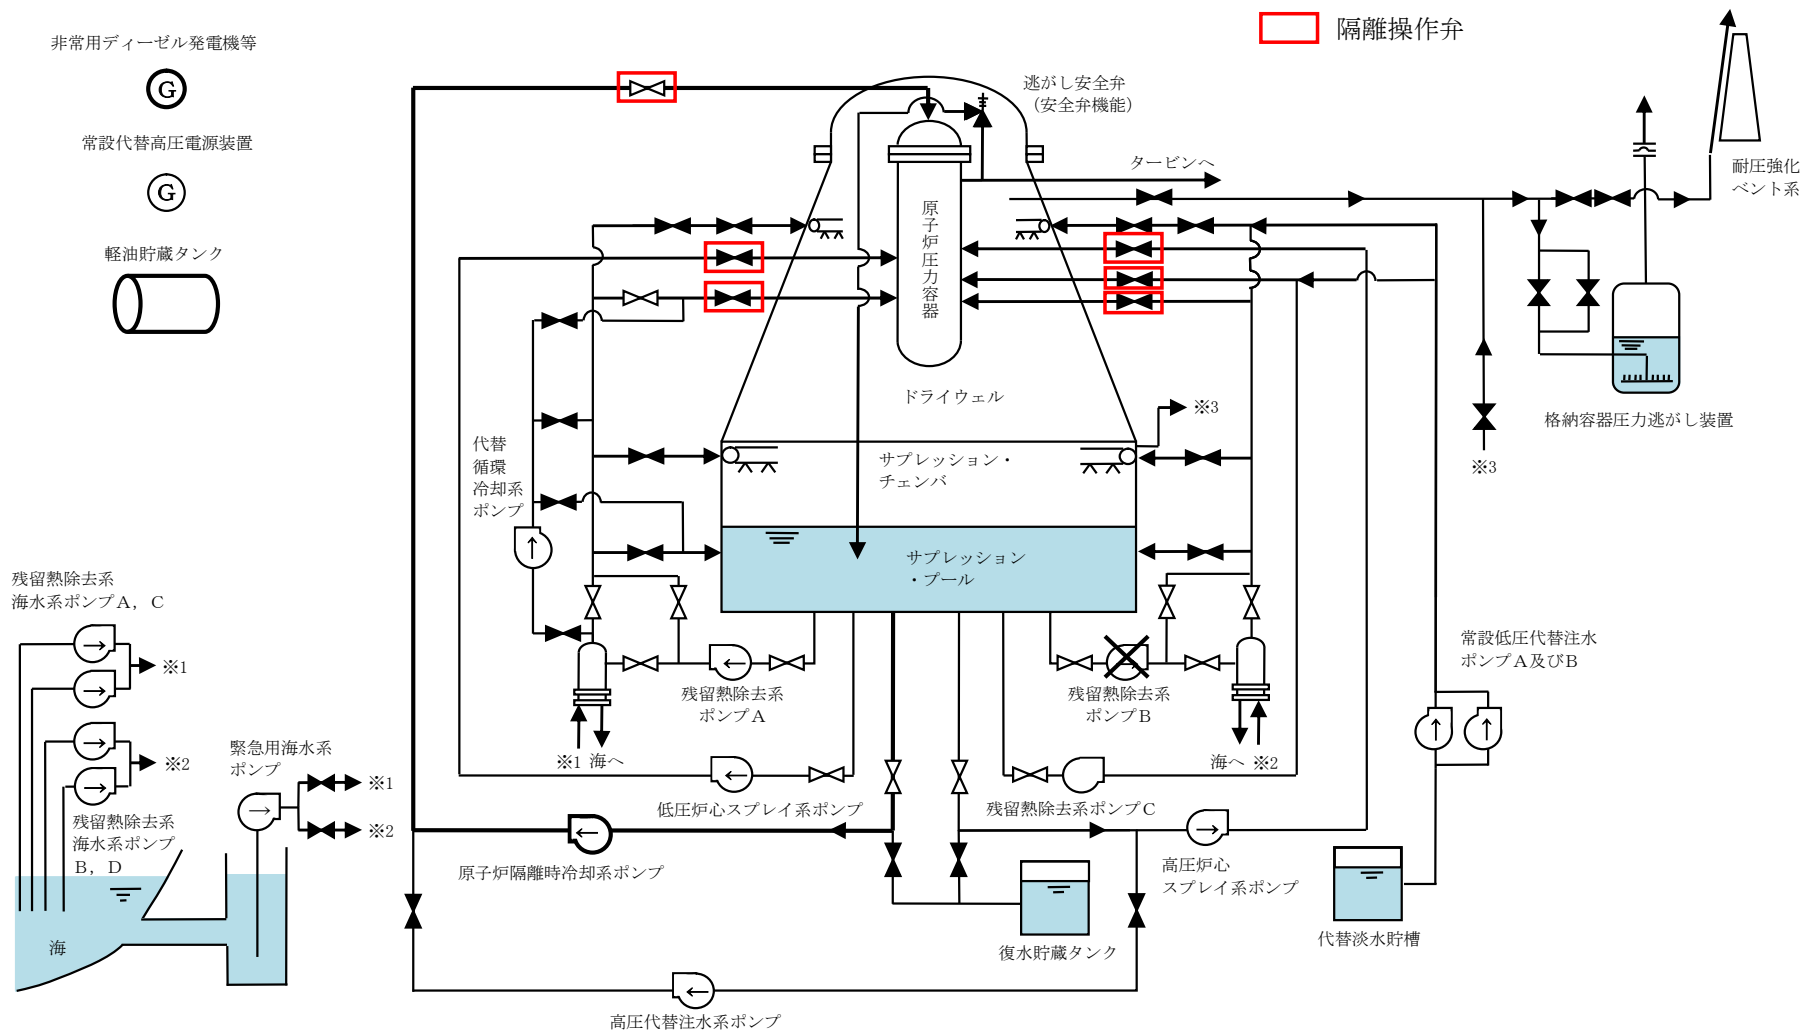 非常用ディーゼル発電機等
G
常設代替高圧電源装置
G
軽油貯蔵タンク
隔離操作弁
逃がし安全弁
（安全弁機能）
タービンへ
耐圧強化
ベント系
原子炉圧力容器
ドライウェル
※3
格納容器圧力逃がし装置
※3
代替
循環
冷却系
ポンプ
サプレッション・
チェンバ
サプレッション
・プール
残留熱除去系
海水系ポンプＡ，Ｃ
※1
※2
残留熱除去系
海水系ポンプ
Ｂ，Ｄ
海
緊急用海水系
ポンプ
※1
※2
残留熱除去系
ポンプＡ
※1 海へ
残留熱除去系
ポンプＢ
海へ ※2
低圧炉心スプレイ系ポンプ
残留熱除去系ポンプＣ
原子炉隔離時冷却系ポンプ
高圧炉心
スプレイ系ポンプ
復水貯蔵タンク
高圧代替注水系ポンプ
常設低圧代替注水
ポンプＡ及びＢ
代替淡水貯槽